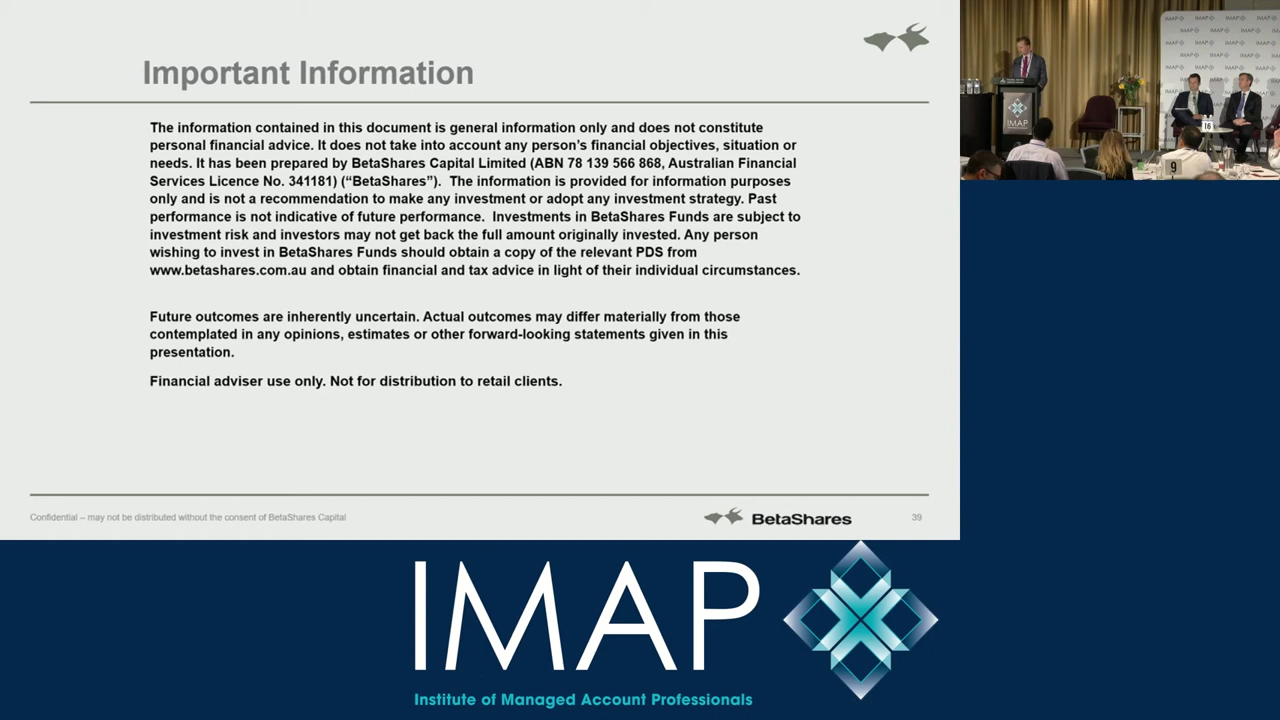 Important Information
The information contained in this document is general information only and does not constitute
personal financial advice. It does not take into account any person's financial objectives, situation or
needs. It has been prepared by BetaShares Capital Limited (ABN 78 139 566 868, Australian Financial
Services Licence No. 341181) (“BetaShares”).  The information is provided for information purposes
only and is not a recommendation to make any investment or adopt any investment strategy. Past
performance is not indicative of future performance.  Investments in BetaShares Funds are subject to
investment risk and investors may not get back the full amount originally invested. Any person
wishing to invest in BetaShares Funds should obtain a copy of the relevant PDS from
www.betashares.com.au and obtain financial and tax advice in light of their individual circumstances.
Future outcomes are inherently uncertain. Actual outcomes may differ materially from those
contemplated in any opinions, estimates or other forward-looking statements given in this
presentation.
Financial adviser use only. Not for distribution to retail clients.
Confidential – may not be distributed without the consent of BetaShares Capital
BetaShares
39
IMAP
IMAP
16
9
IMAP
Institute of Managed Account Professionals